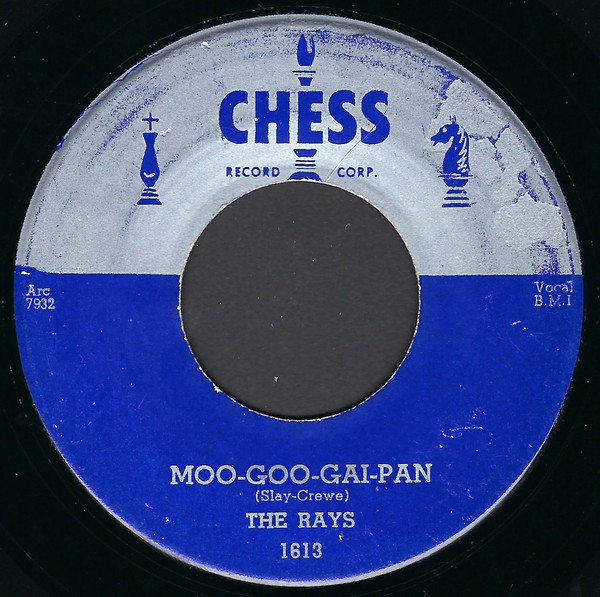 CHESS
RECORD CORP.
Arc
7932
Vocal
B.M.I
MOO-GOO-GAI-PAN
(Slay-Crewe)
THE RAYS
1613